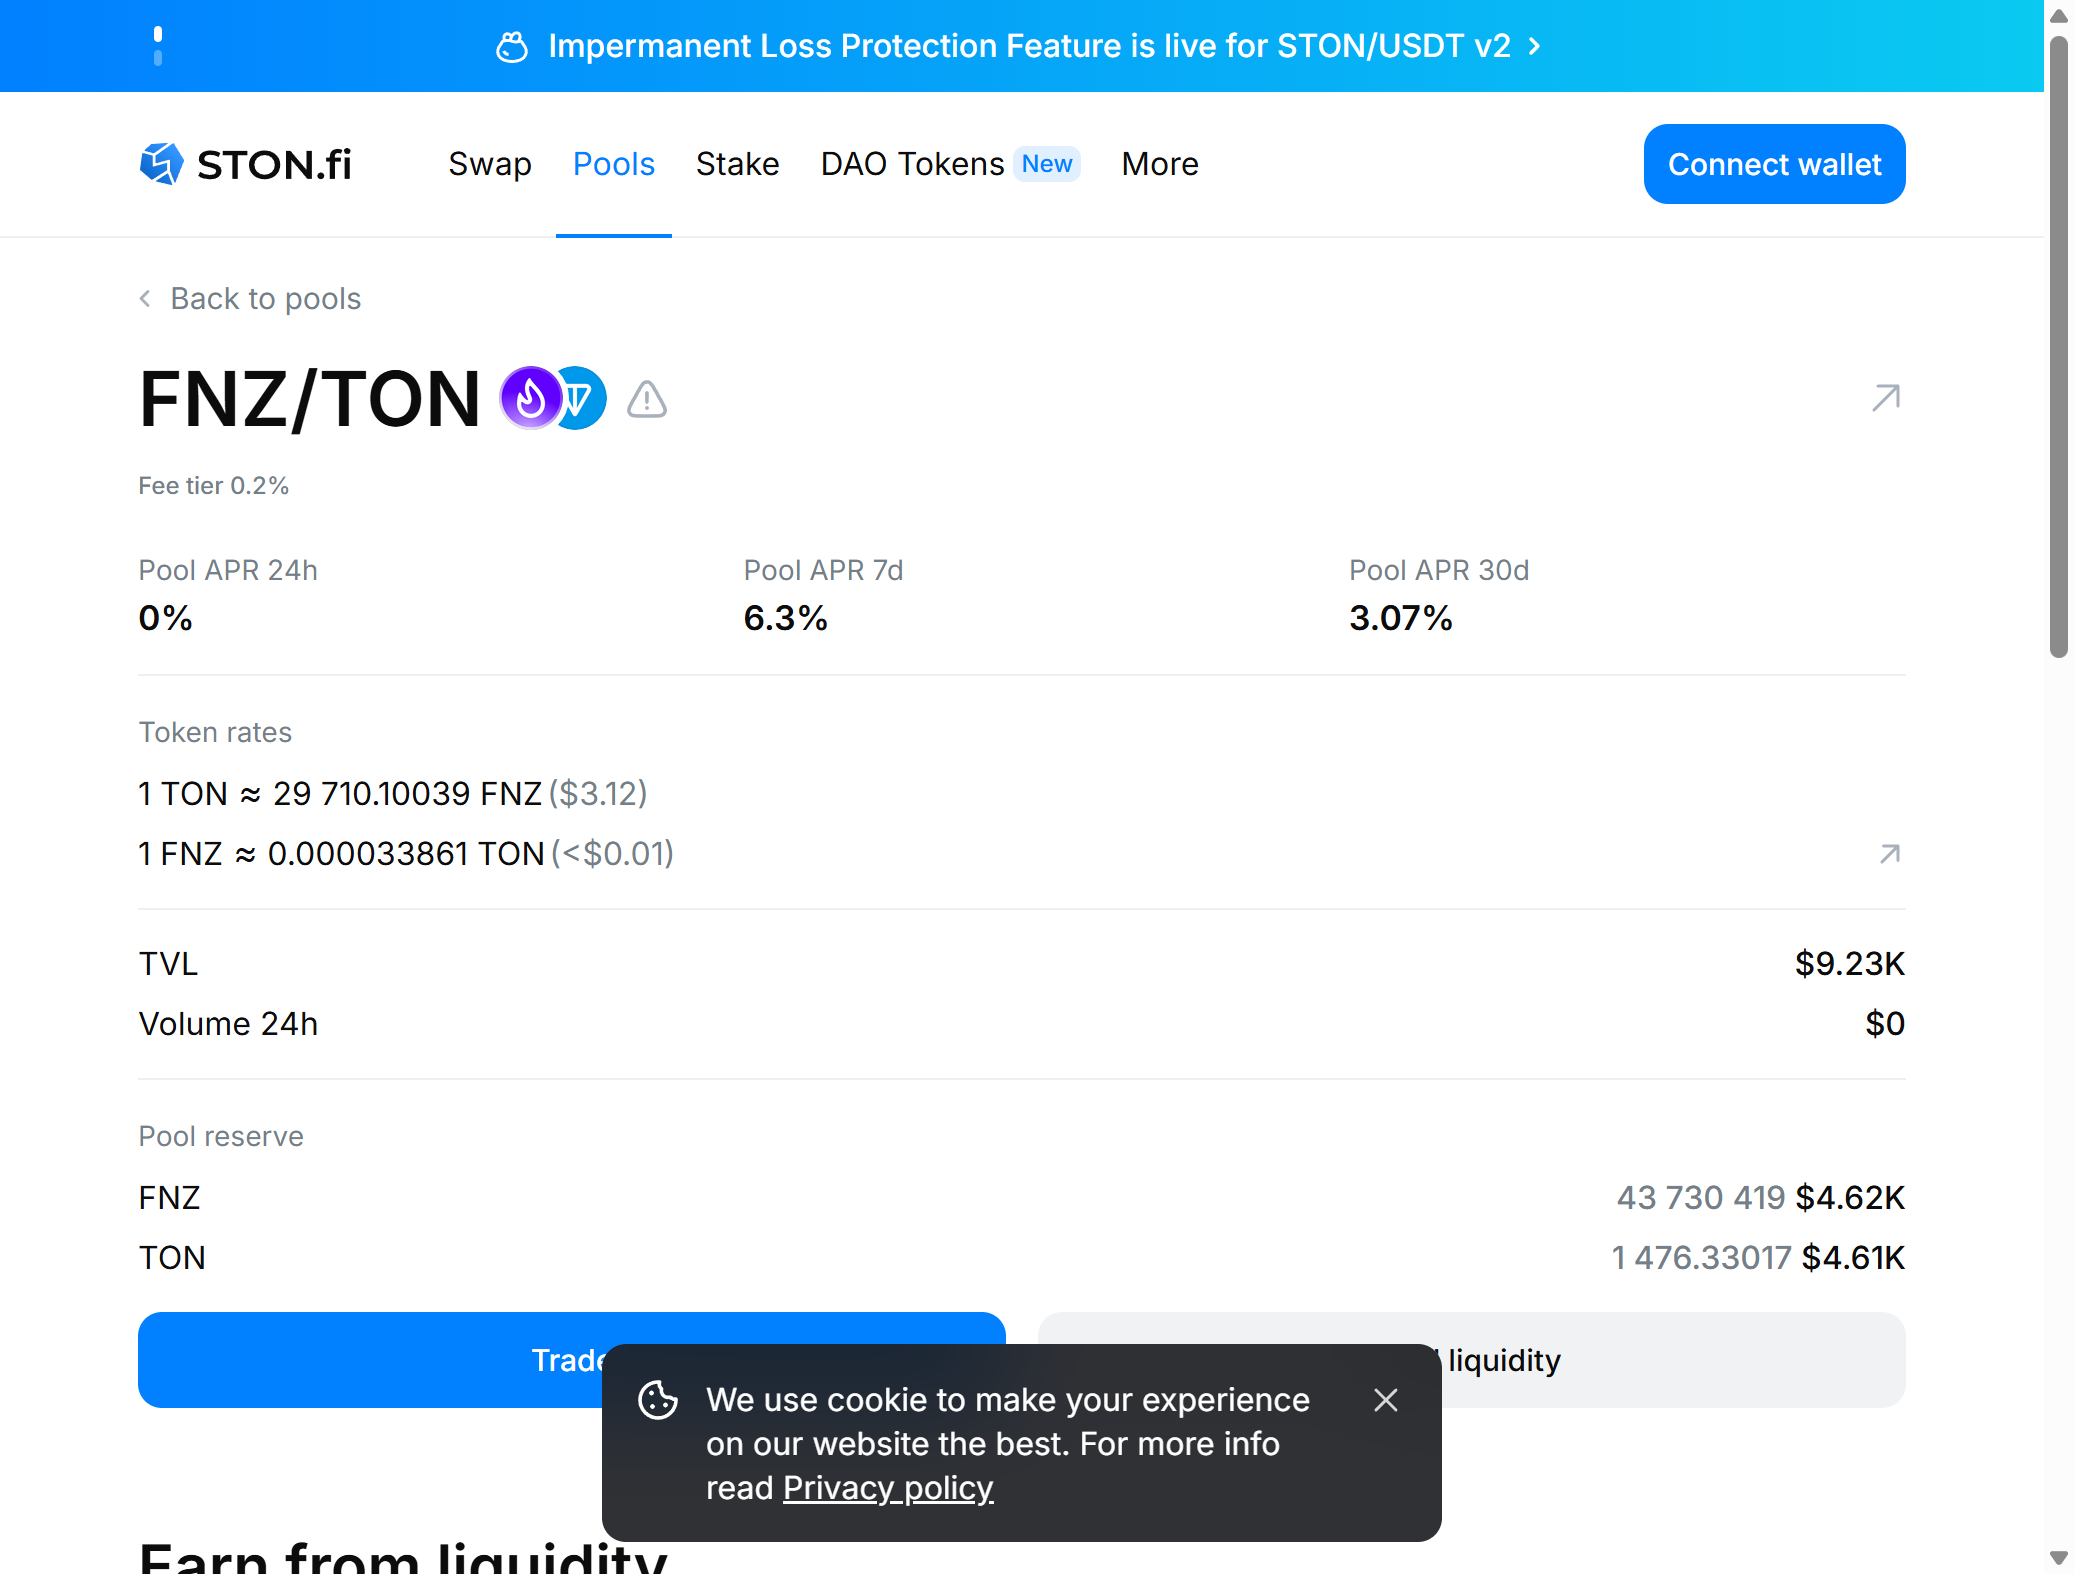 Impermanent Loss Protection Feature is live for STON/USDT v2
STON.fi Swap Pools Stake DAO Tokens New More Connect wallet
Back to pools
FNZ/TON
Fee tier 0.2%
Pool APR 24h Pool APR 7d Pool APR 30d
0% 6.3% 3.07%
Token rates
1 TON ≈ 29 710.10039 FNZ ($3.12)
1 FNZ ≈ 0.000033861 TON (<$0.01)
TVL $9.23K
Volume 24h $0
Pool reserve
FNZ 43 730 419 $4.62K
TON 1 476.33017 $4.61K
Trade liquidity
We use cookie to make your experience
on our website the best. For more info
read Privacy policy
Earn from liquidity